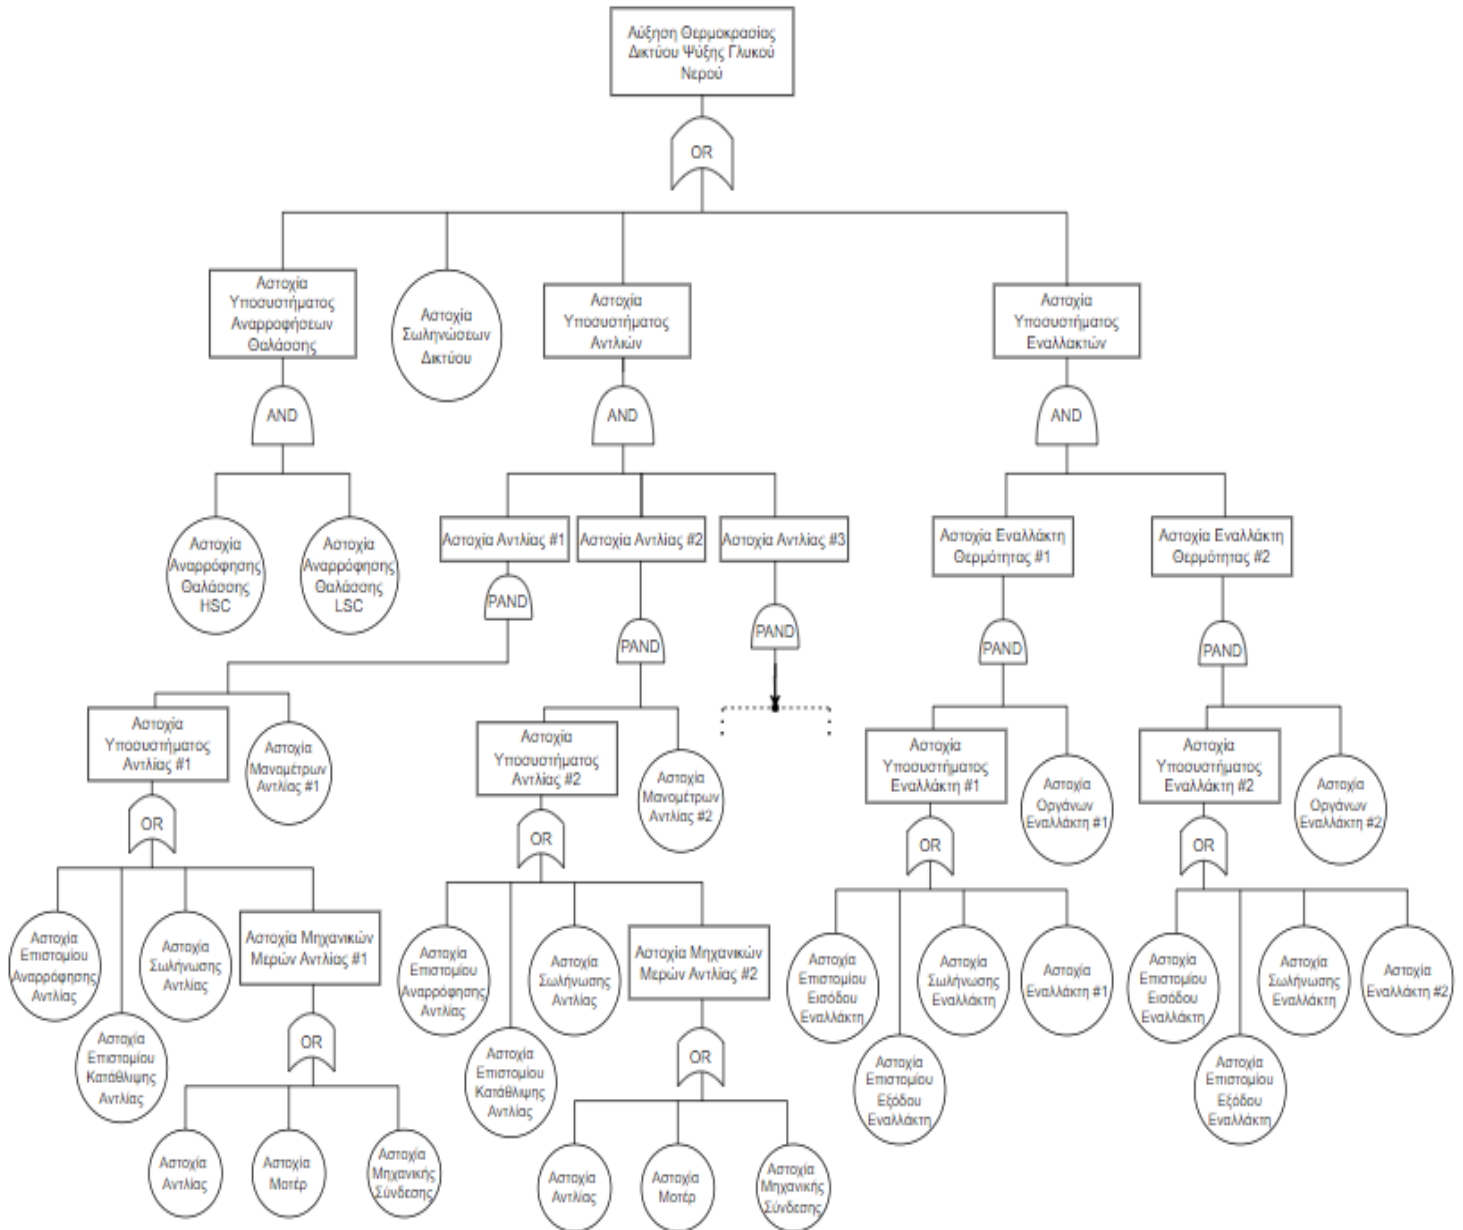 Αύξηση Θερμοκρασίας
Δικτύου Ψύξης Γλυκού
Νερού
OR
Αστοχία
Υποσυστήματος
Αναρροφήσεων
Θαλάσσης
Αστοχία
Σωληνώσεων
Δικτύου
Αστοχία
Υποσυστήματος
Αντλιών
Αστοχία
Υποσυστήματος
Εναλλακτών
AND
AND
AND
Αστοχία
Αναρρόφησης
Θαλάσσης
HSC
Αστοχία
Αναρρόφησης
Θαλάσσης
LSC
Αστοχία Αντλίας #1
Αστοχία Αντλίας #2
Αστοχία Αντλίας #3
Αστοχία Εναλλάκτη
Θερμότητας #1
Αστοχία Εναλλάκτη
Θερμότητας #2
PAND
PAND
PAND
PAND
PAND
Αστοχία
Υποσυστήματος
Αντλίας #1
Αστοχία
Μανομέτρων
Αντλίας #1
Αστοχία
Υποσυστήματος
Αντλίας #2
Αστοχία
Μανομέτρων
Αντλίας #2
Αστοχία
Υποσυστήματος
Εναλλάκτη #1
Αστοχία
Οργάνων
Εναλλάκτη #1
Αστοχία
Υποσυστήματος
Εναλλάκτη #2
Αστοχία
Οργάνων
Εναλλάκτη #2
OR
OR
OR
OR
Αστοχία
Επιστομίου
Αναρρόφησης
Αντλίας
Αστοχία
Επιστομίου
Κατάθλιψης
Αντλίας
Αστοχία
Σωλήνωσης
Αντλίας
Αστοχία Μηχανικών
Μερών Αντλίας #1
Αστοχία
Επιστομίου
Αναρρόφησης
Αντλίας
Αστοχία
Επιστομίου
Κατάθλιψης
Αντλίας
Αστοχία
Σωλήνωσης
Αντλίας
Αστοχία Μηχανικών
Μερών Αντλίας #2
Αστοχία
Επιστομίου
Εισόδου
Εναλλάκτη
Αστοχία
Επιστομίου
Εξόδου
Εναλλάκτη
Αστοχία
Σωλήνωσης
Εναλλάκτη
Αστοχία
Εναλλάκτη #1
Αστοχία
Επιστομίου
Εισόδου
Εναλλάκτη
Αστοχία
Επιστομίου
Εξόδου
Εναλλάκτη
Αστοχία
Σωλήνωσης
Εναλλάκτη
Αστοχία
Εναλλάκτη #2
OR
OR
Αστοχία
Αντλίας
Αστοχία
Μοτέρ
Αστοχία
Μηχανικής
Σύνδεσης
Αστοχία
Αντλίας
Αστοχία
Μοτέρ
Αστοχία
Μηχανικής
Σύνδεσης